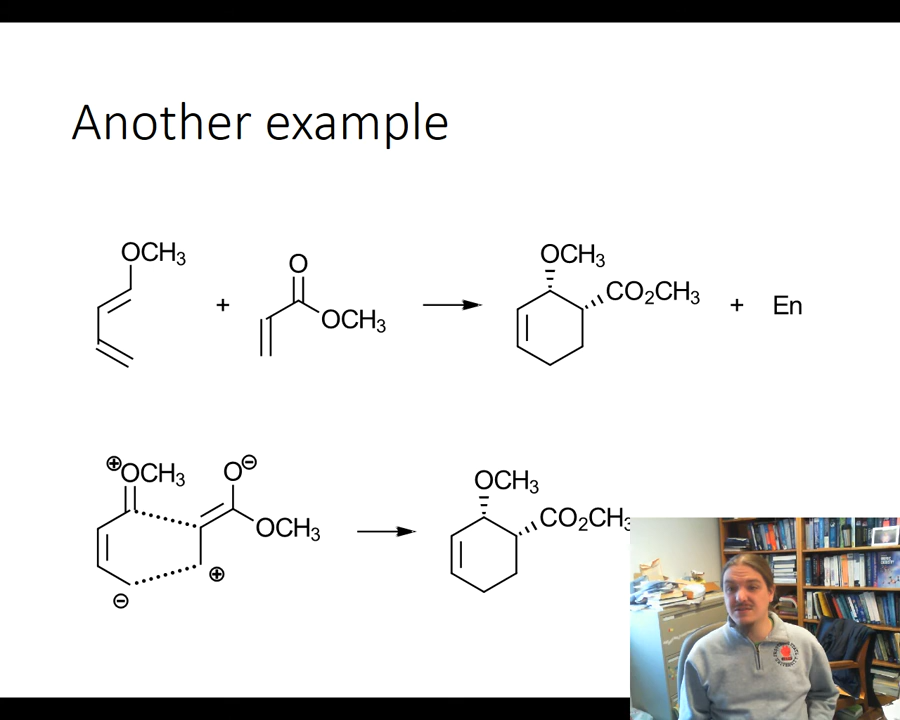 Another example
OCH3
+
O
OCH3
OCH3
CO2CH3
+ En
⊕OCH3
O⊖
OCH3
⊕
⊖
OCH3
CO2CH3